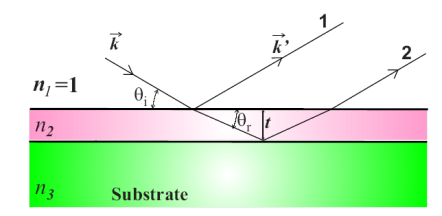 1
k⃗
k⃗'
2
n₁=1
θᵢ
n₂
θᵣ
t
n₃
Substrate